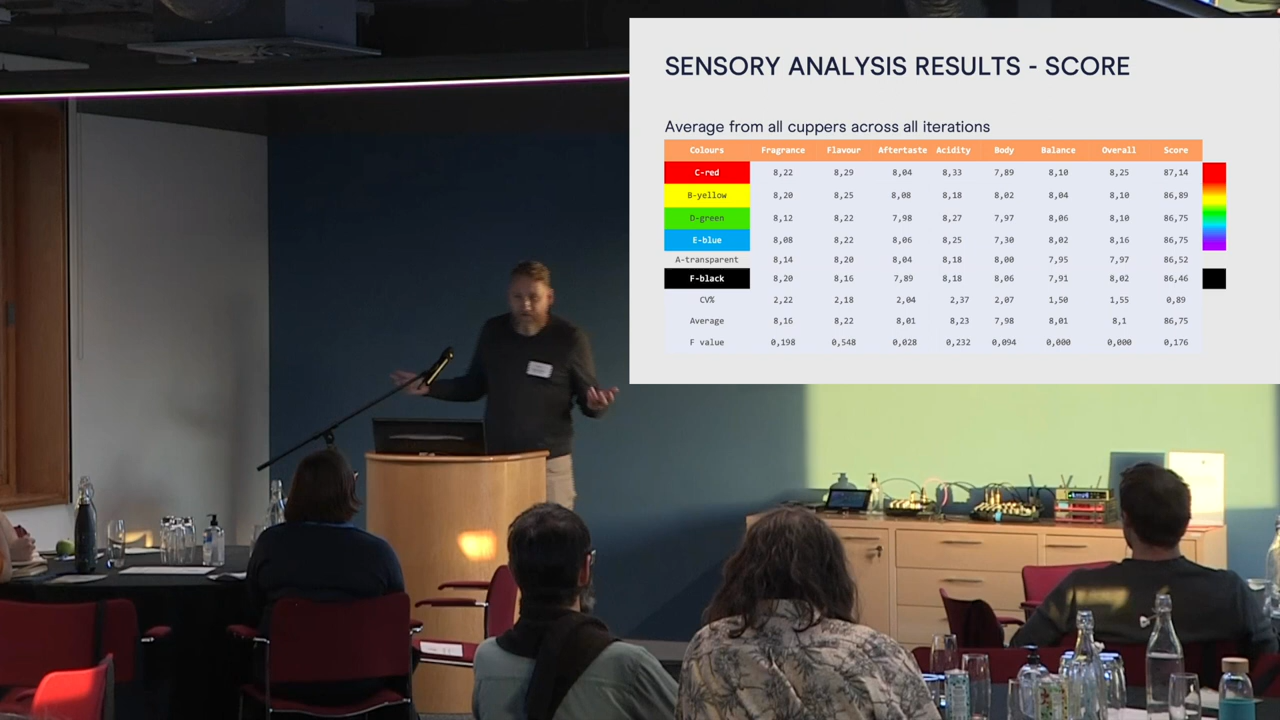 SENSORY ANALYSIS RESULTS - SCORE
Average from all cuppers across all iterations
Colours Fragrance Flavour Aftertaste Acidity Body Balance Overall Score
C-red 8,22 8,29 8,04 8,33 7,89 8,10 8,25 87,14
B-yellow 8,20 8,25 8,08 8,18 8,02 8,04 8,10 86,89
D-green 8,12 8,22 7,98 8,27 7,97 8,06 8,10 86,75
E-blue 8,08 8,22 8,06 8,25 7,30 8,02 8,16 86,75
A-transparent 8,14 8,20 8,04 8,18 8,00 7,95 7,97 86,52
F-black 8,20 8,16 7,89 8,18 8,06 7,91 8,02 86,46
CV% 2,22 2,18 2,04 2,37 2,07 1,50 1,55 0,89
Average 8,16 8,22 8,01 8,23 7,98 8,01 8,1 86,75
F value 0,198 0,548 0,028 0,232 0,094 0,000 0,000 0,176